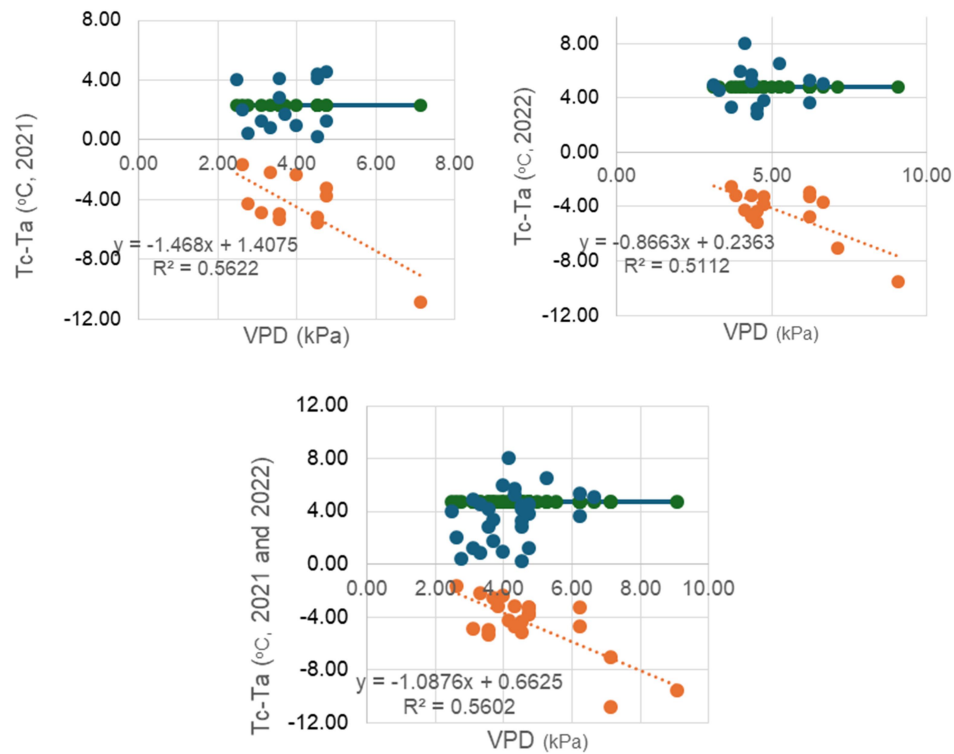 8.00
4.00
0.00
-4.00
-8.00
-12.00
0.00 2.00 4.00 6.00 8.00
Tc-Ta (°C, 2021)
y = -1.468x + 1.4075
R² = 0.5622
VPD (kPa)
8.00
4.00
0.00
-4.00
-8.00
-12.00
0.00 5.00 10.00
Tc-Ta (°C, 2022)
y = -0.8663x + 0.2363
R² = 0.5112
VPD (kPa)
12.00
8.00
4.00
0.00
-4.00
-8.00
-12.00
0.00 2.00 4.00 6.00 8.00 10.00
Tc-Ta (°C, 2021 and 2022)
y = -1.0876x + 0.6625
R² = 0.5602
VPD (kPa)